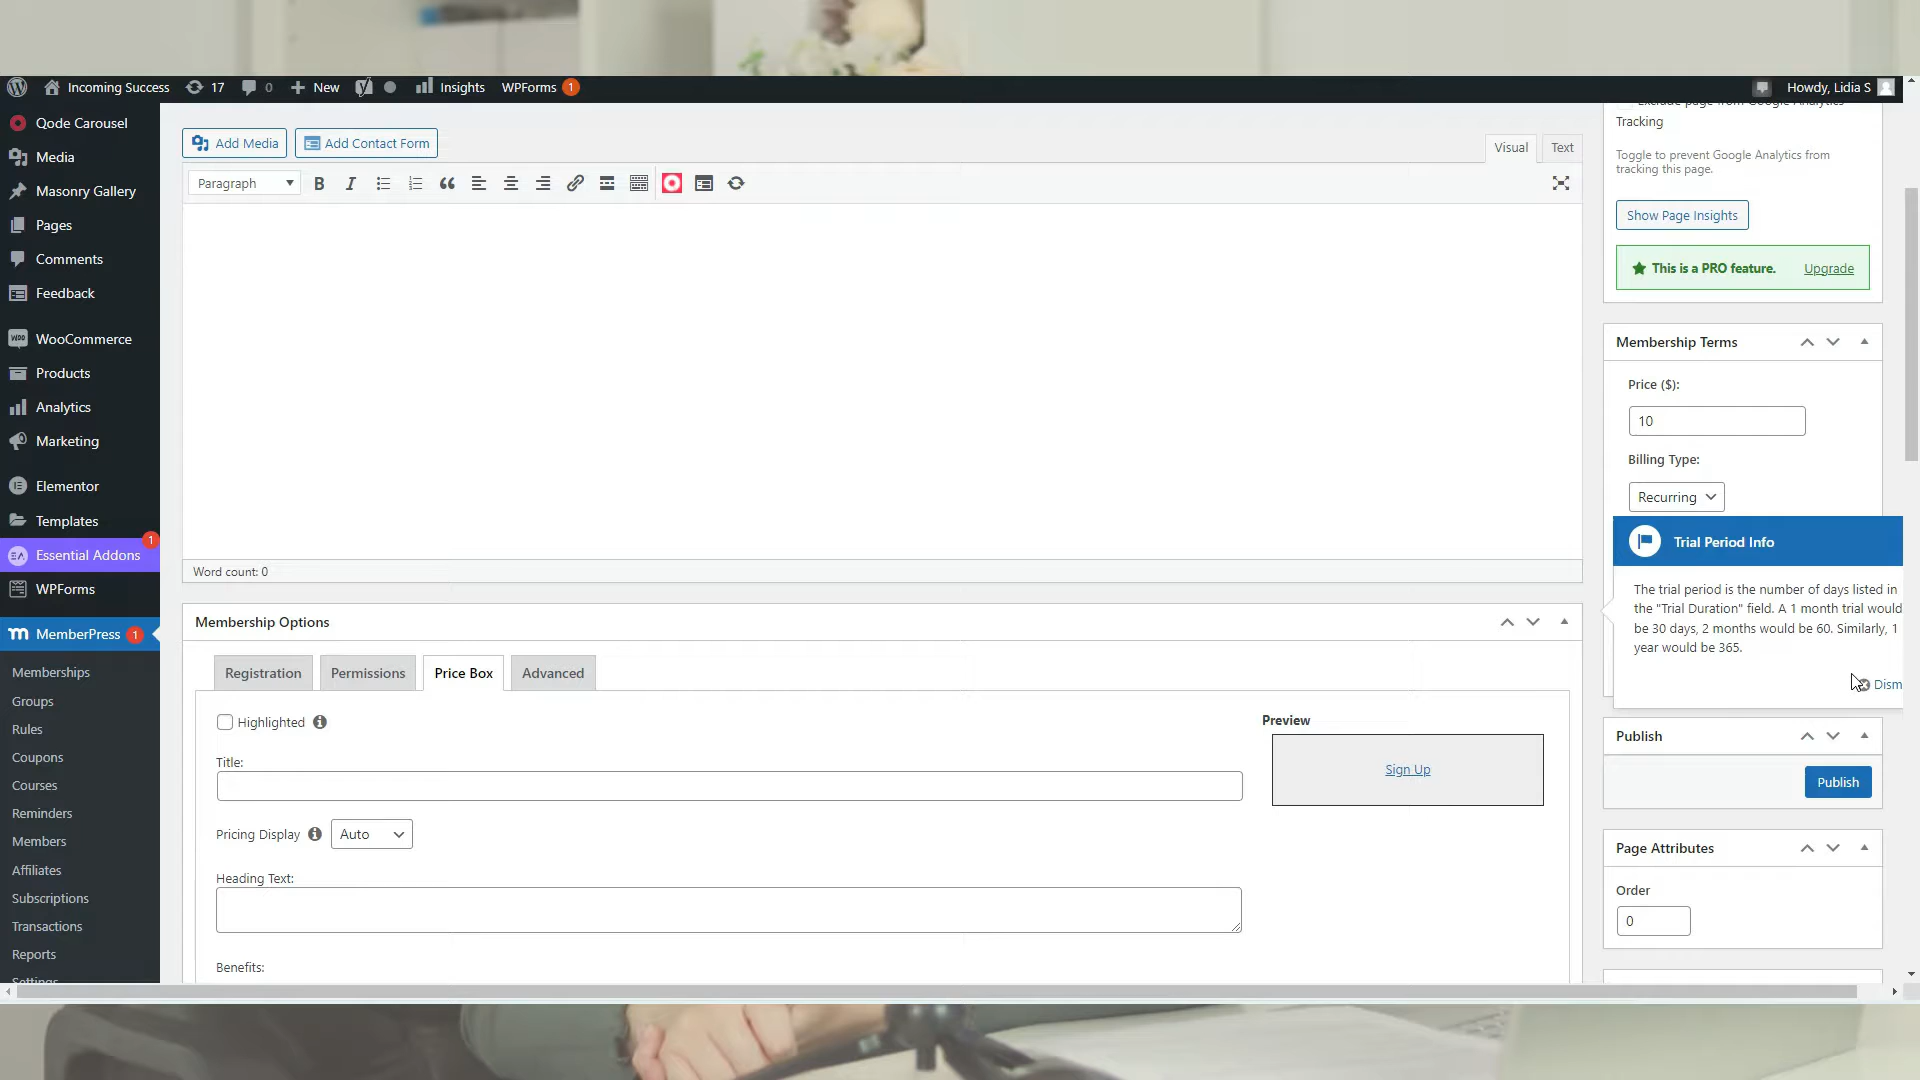 Incoming Success
17
0
New
Insights
WPForms
1
Howdy, Lidia S
Qode Carousel
Media
Masonry Gallery
Pages
Comments
Feedback
WooCommerce
Products
Analytics
Marketing
Elementor
Templates
Essential Addons
1
WPForms
MemberPress
1
Memberships
Groups
Rules
Coupons
Courses
Reminders
Members
Affiliates
Subscriptions
Transactions
Reports
Settings
Add Media
Add Contact Form
Visual
Text
Paragraph
Word count: 0
Membership Options
Registration
Permissions
Price Box
Advanced
Highlighted
Title:
Pricing Display
Auto
Heading Text:
Benefits:
Preview
Sign Up
Exclude page from Google Analytics
Tracking
Toggle to prevent Google Analytics from
tracking this page.
Show Page Insights
This is a PRO feature.
Upgrade
Membership Terms
Price ($):
10
Billing Type:
Recurring
Trial Period Info
The trial period is the number of days listed in
the "Trial Duration" field. A 1 month trial would
be 30 days, 2 months would be 60. Similarly, 1
year would be 365.
Dism
Publish
Publish
Page Attributes
Order
0